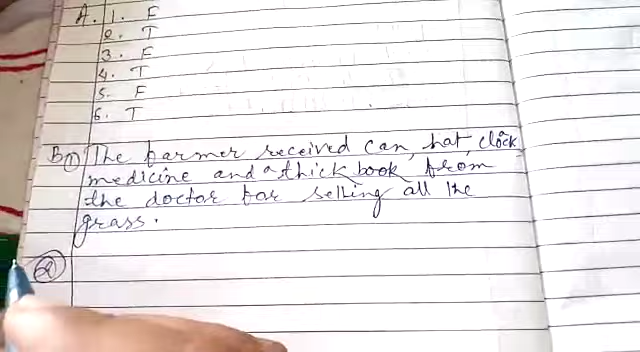 A. 1. F
2. T
3. F
4. T
5. F
6. T
B ① The farmer received can, hat, clock
medicine and a thick book from
the doctor for selling all the
grass.
②